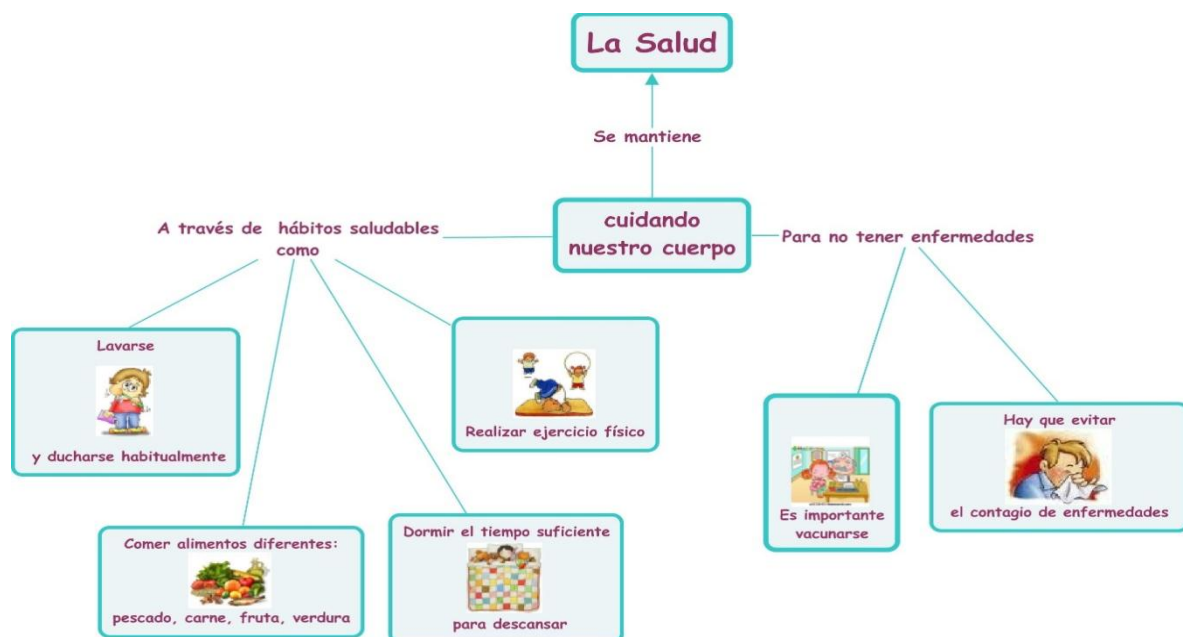 La Salud
Se mantiene
cuidando
nuestro cuerpo
A través de hábitos saludables
como
Para no tener enfermedades
Lavarse
y ducharse habitualmente
Realizar ejercicio físico
Comer alimentos diferentes:
pescado, carne, fruta, verdura
Dormir el tiempo suficiente
para descansar
Es importante
vacunarse
Hay que evitar
el contagio de enfermedades